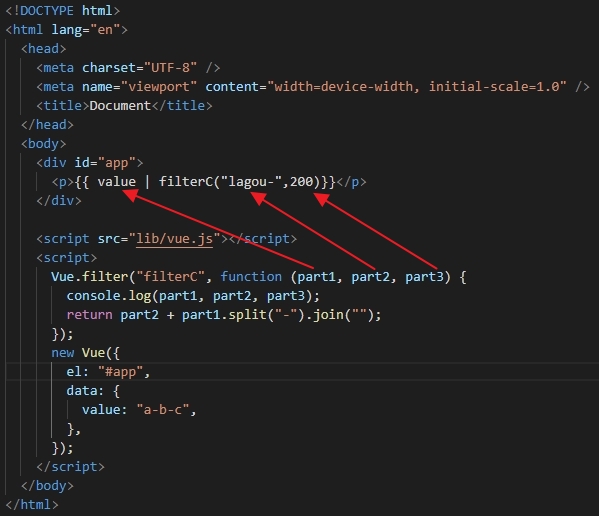 <!DOCTYPE html>
<html lang="en">
  <head>
    <meta charset="UTF-8" />
    <meta name="viewport" content="width=device-width, initial-scale=1.0" />
    <title>Document</title>
  </head>
  <body>
    <div id="app">
      <p>{{ value | filterC("lagou-",200)}}</p>
    </div>

    <script src="lib/vue.js"></script>
    <script>
      Vue.filter("filterC", function (part1, part2, part3) {
        console.log(part1, part2, part3);
        return part2 + part1.split("-").join("");
      });
      new Vue({
        el: "#app",
        data: {
          value: "a-b-c",
        },
      });
    </script>
  </body>
</html>